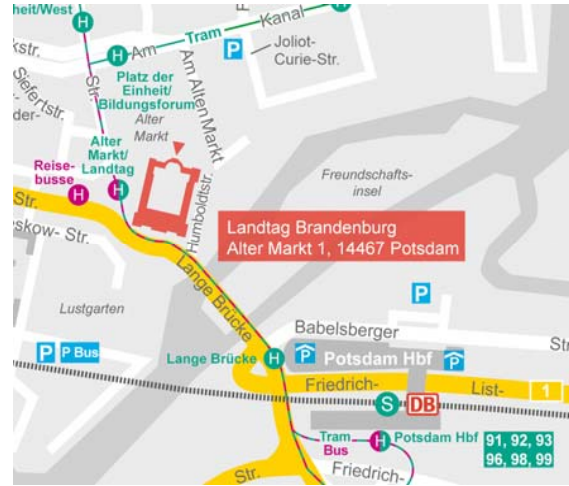 heit/West
H
Am
Tram
Kanal
H
H
P
Joliot-
Curie-Str.
kstr.
Siefertstr.
der-
Str.
Platz der
Einheit/
Bildungsforum
Am Alten Markt
Alter
Markt
Alter
Markt/
Landtag
Reise-
busse
H
H
Freundschafts-
insel
Str.
eskow- Str.
Humboldtstr.
Landtag Brandenburg
Alter Markt 1, 14467 Potsdam
Lange Brücke
Lustgarten
P
P
P Bus
Babelsberger
Str
Lange Brücke
H
P
Potsdam Hbf
P
Friedrich-
List-
1
S
DB
Tram
Bus
H
Potsdam Hbf
91, 92, 93
96, 98, 99
Str.
Friedrich-